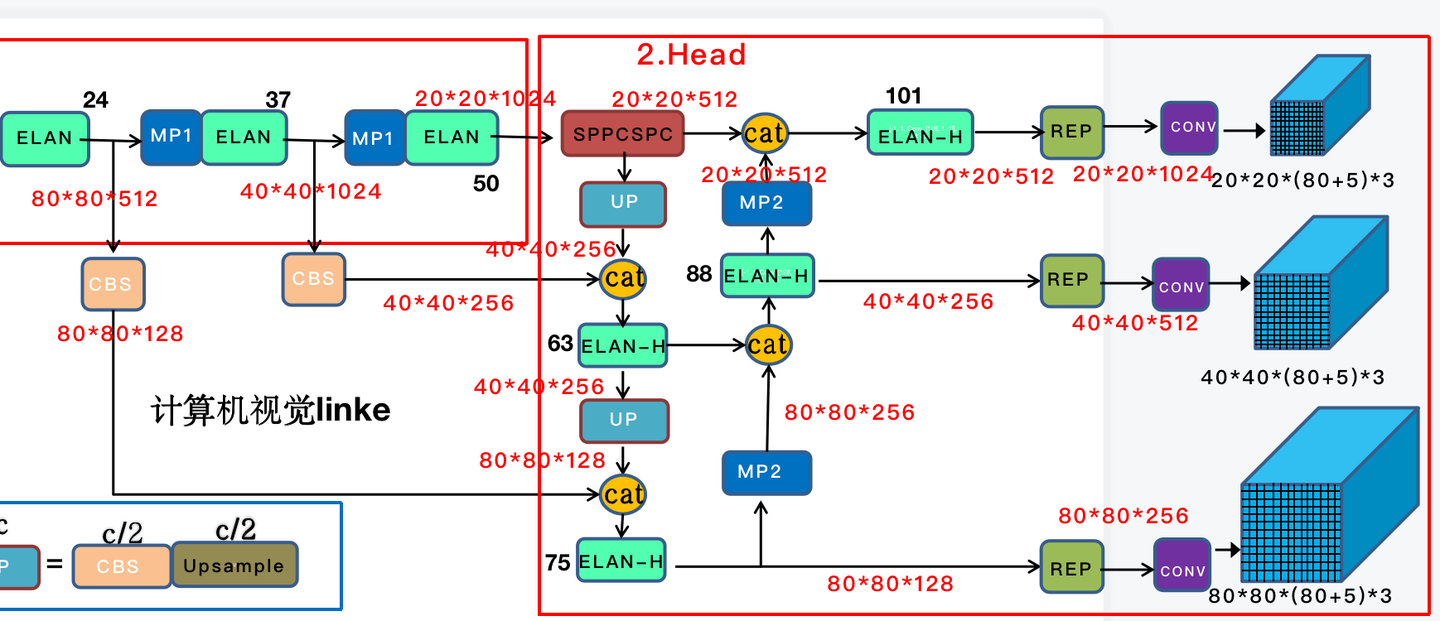 2.Head
24
37
20*20*1024
20*20*512
101
ELAN
MP1
ELAN
MP1
ELAN
SPPCSPC
cat
ELAN-H
REP
CONV
80*80*512
40*40*1024
50
20*20*512
20*20*512
20*20*1024
20*20*(80+5)*3
UP
MP2
40*40*256
CBS
CBS
cat
88
ELAN-H
REP
CONV
40*40*256
40*40*256
40*40*512
80*80*128
63
ELAN-H
cat
40*40*(80+5)*3
40*40*256
计算机视觉linke
UP
80*80*256
80*80*128
MP2
cat
80*80*256
c
c/2
c/2
P
=
CBS
Upsample
75
ELAN-H
REP
CONV
80*80*128
80*80*(80+5)*3